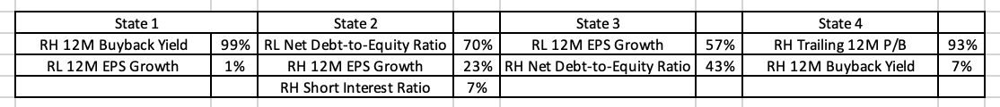 State 1 State 2 State 3 State 4
RH 12M Buyback Yield 99% RL Net Debt-to-Equity Ratio 70% RL 12M EPS Growth 57% RH Trailing 12M P/B 93%
RL 12M EPS Growth 1% RH 12M EPS Growth 23% RH Net Debt-to-Equity Ratio 43% RH 12M Buyback Yield 7%
RH Short Interest Ratio 7%